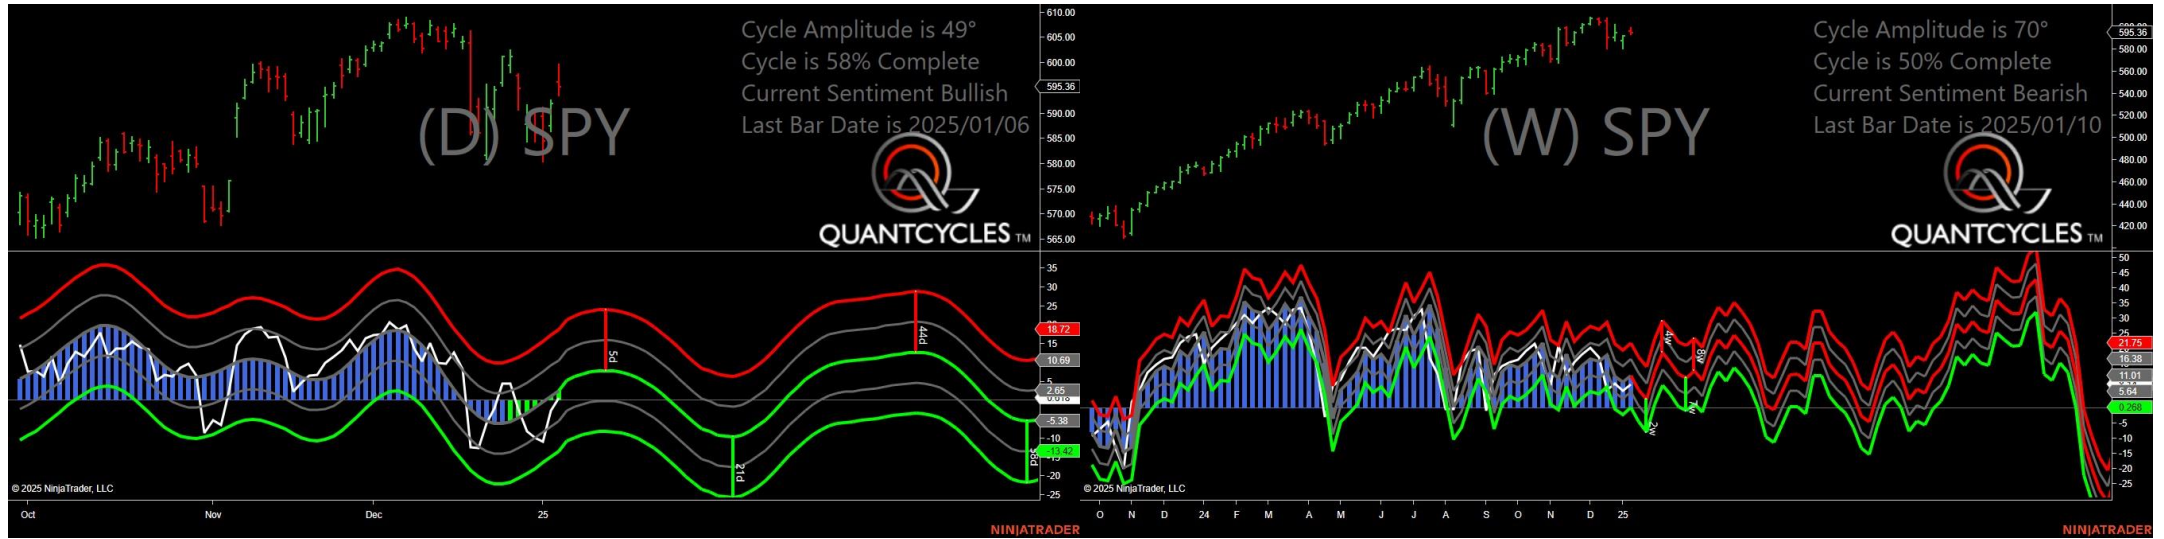 Cycle Amplitude is 49°
Cycle is 58% Complete
Current Sentiment Bullish
Last Bar Date is 2025/01/06
(D) SPY
QUANTCYCLES TM
610.00
605.00
600.00
595.36
590.00
585.00
580.00
575.00
570.00
565.00
35
30
25
18.72
15
10.69
5
2.65
-5.38
-10
-13.42
-20
-25
5d
21d
44d
© 2025 NinjaTrader, LLC
Oct
Nov
Dec
25
NINJATRADER
Cycle Amplitude is 70°
Cycle is 50% Complete
Current Sentiment Bearish
Last Bar Date is 2025/01/10
(W) SPY
QUANTCYCLES TM
595.36
580.00
560.00
540.00
520.00
500.00
480.00
460.00
440.00
420.00
50
45
40
35
30
25
21.75
16.38
11.01
5.64
0.268
-5
-10
-15
-20
-25
2w
4w
8w
© 2025 NinjaTrader, LLC
O N D 24 F M A M J J A S O N D 25
NINJATRADER